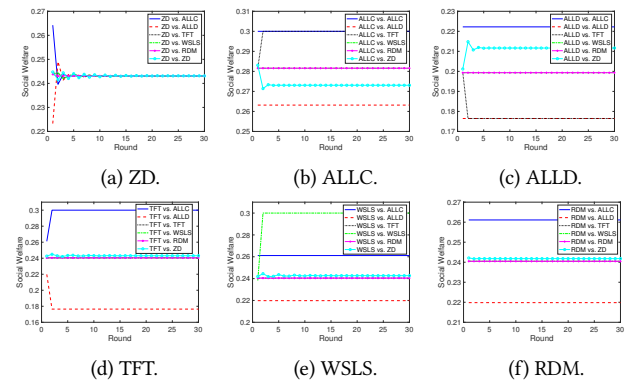 0.27
0.26
0.25
0.24
0.23
0.22
Social Welfare
0 5 10 15 20 25 30
Round
ZD vs. ALLC
ZD vs. ALLD
ZD vs. TFT
ZD vs. WSLS
ZD vs. RDM
ZD vs. ZD
(a) ZD.
0.31
0.3
0.29
0.28
0.27
0.26
0.25
Social Welfare
0 5 10 15 20 25 30
Round
ALLC vs. ALLC
ALLC vs. ALLD
ALLC vs. TFT
ALLC vs. WSLS
ALLC vs. RDM
ALLC vs. ZD
(b) ALLC.
0.23
0.22
0.21
0.2
0.19
0.18
0.17
Social Welfare
0 5 10 15 20 25 30
Round
ALLD vs. ALLC
ALLD vs. ALLD
ALLD vs. TFT
ALLD vs. WSLS
ALLD vs. RDM
ALLD vs. ZD
(c) ALLD.
0.3
0.28
0.26
0.24
0.22
0.2
0.18
0.16
Social Welfare
0 5 10 15 20 25 30
Round
TFT vs. ALLC
TFT vs. ALLD
TFT vs. TFT
TFT vs. WSLS
TFT vs. RDM
TFT vs. ZD
(d) TFT.
0.3
0.28
0.26
0.24
0.22
0.2
Social Welfare
0 5 10 15 20 25 30
Round
WSLS vs. ALLC
WSLS vs. ALLD
WSLS vs. TFT
WSLS vs. WSLS
WSLS vs. RDM
WSLS vs. ZD
(e) WSLS.
0.27
0.26
0.25
0.24
0.23
0.22
0.21
Social Welfare
0 5 10 15 20 25 30
Round
RDM vs. ALLC
RDM vs. ALLD
RDM vs. TFT
RDM vs. WSLS
RDM vs. RDM
RDM vs. ZD
(f) RDM.